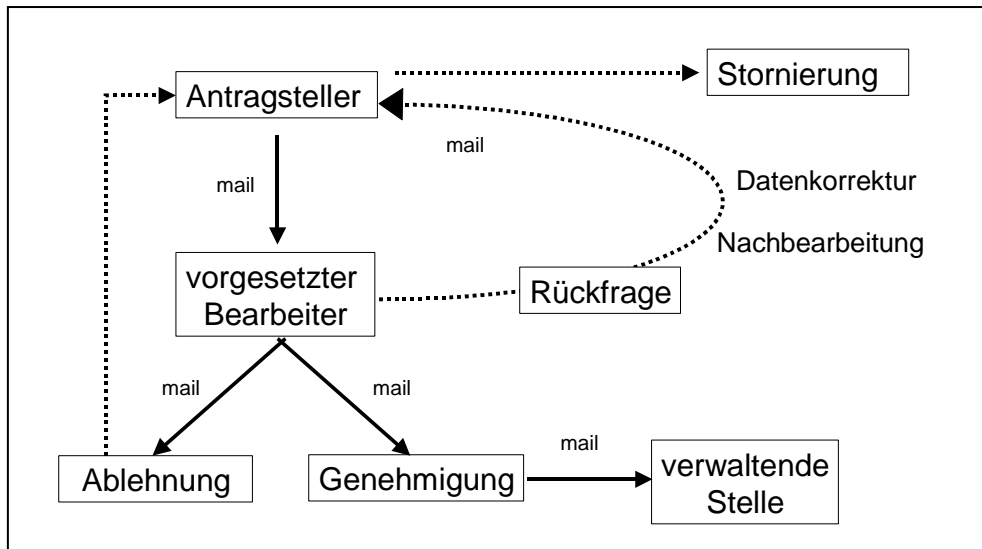 Stornierung
Antragsteller
mail
mail
Datenkorrektur
Nachbearbeitung
vorgesetzter
Bearbeiter
Rückfrage
mail
mail
mail
verwaltende
Stelle
Ablehnung
Genehmigung